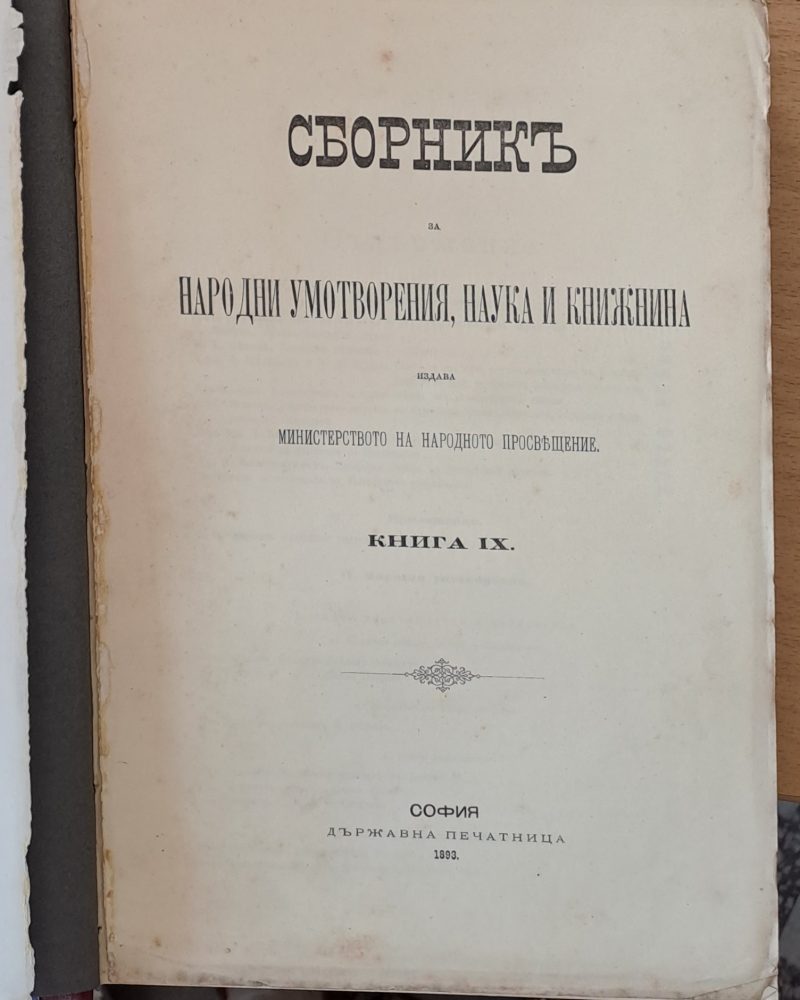 СБОРНИКЪ
ЗА
НАРОДНИ УМОТВОРЕНИЯ, НАУКА И КНИЖНИНА
ИЗДАВА
МИНИСТЕРСТВОТО НА НАРОДНОТО ПРОСВѢЩЕНИЕ.
КНИГА IX.
СОФИЯ
ДЪРЖАВНА ПЕЧАТНИЦА
1893.